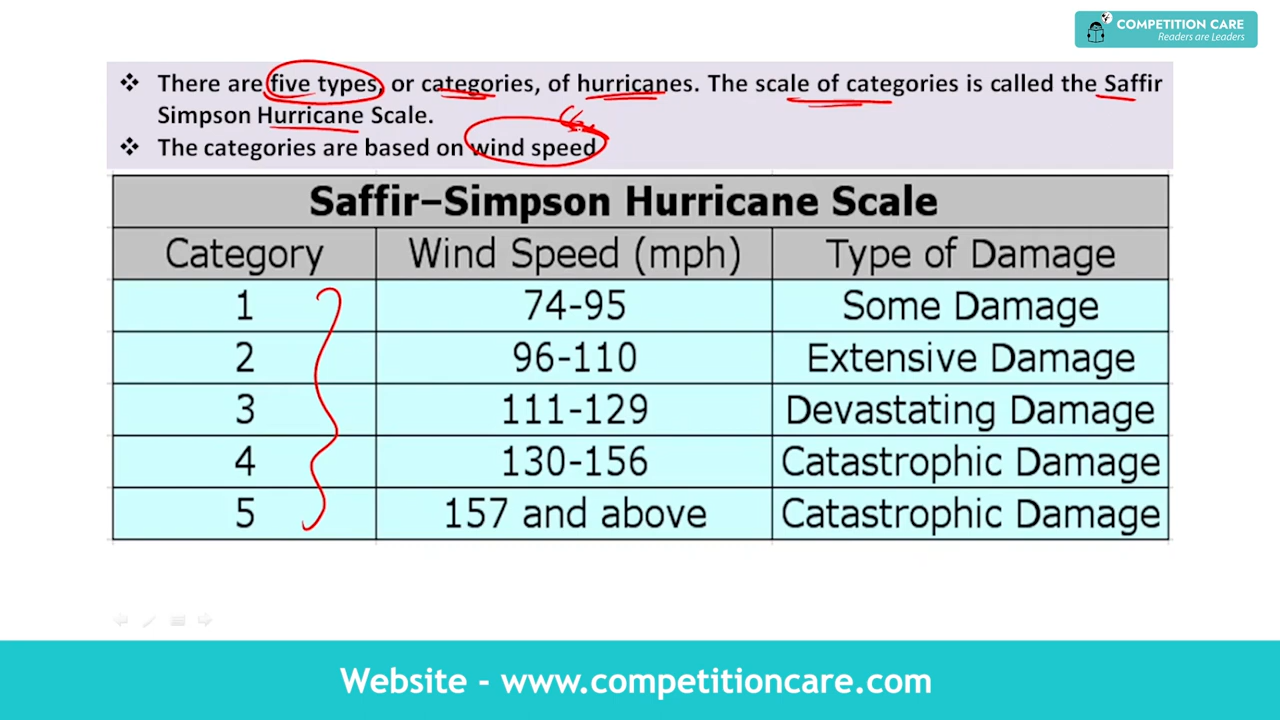 COMPETITION CARE
Readers are Leaders
❖ There are five types, or categories, of hurricanes. The scale of categories is called the Saffir
Simpson Hurricane Scale.
❖ The categories are based on wind speed
Saffir–Simpson Hurricane Scale
Category Wind Speed (mph) Type of Damage
1 74-95 Some Damage
2 96-110 Extensive Damage
3 111-129 Devastating Damage
4 130-156 Catastrophic Damage
5 157 and above Catastrophic Damage
Website - www.competitioncare.com